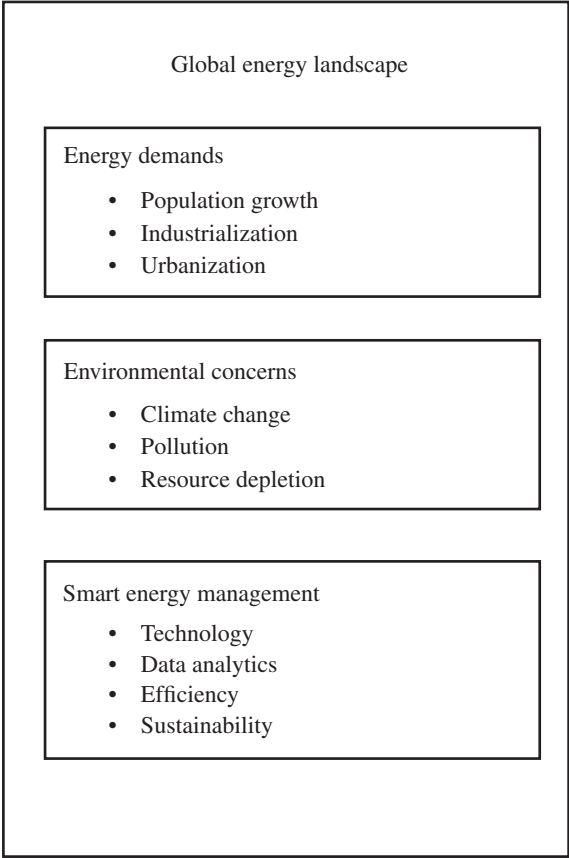 Global energy landscape
Energy demands
• Population growth
• Industrialization
• Urbanization
Environmental concerns
• Climate change
• Pollution
• Resource depletion
Smart energy management
• Technology
• Data analytics
• Efficiency
• Sustainability